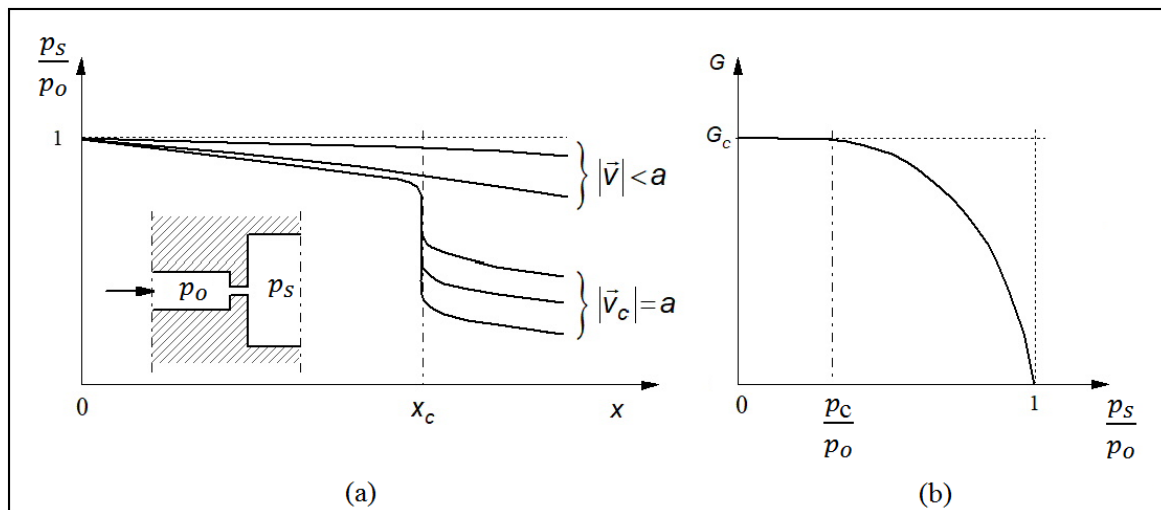 p_s/p_o
1
} |v⃗| < a
p_o p_s
} |v⃗_c| = a
0 x_c x
(a)
G
G_c
0 p_c/p_o 1 p_s/p_o
(b)